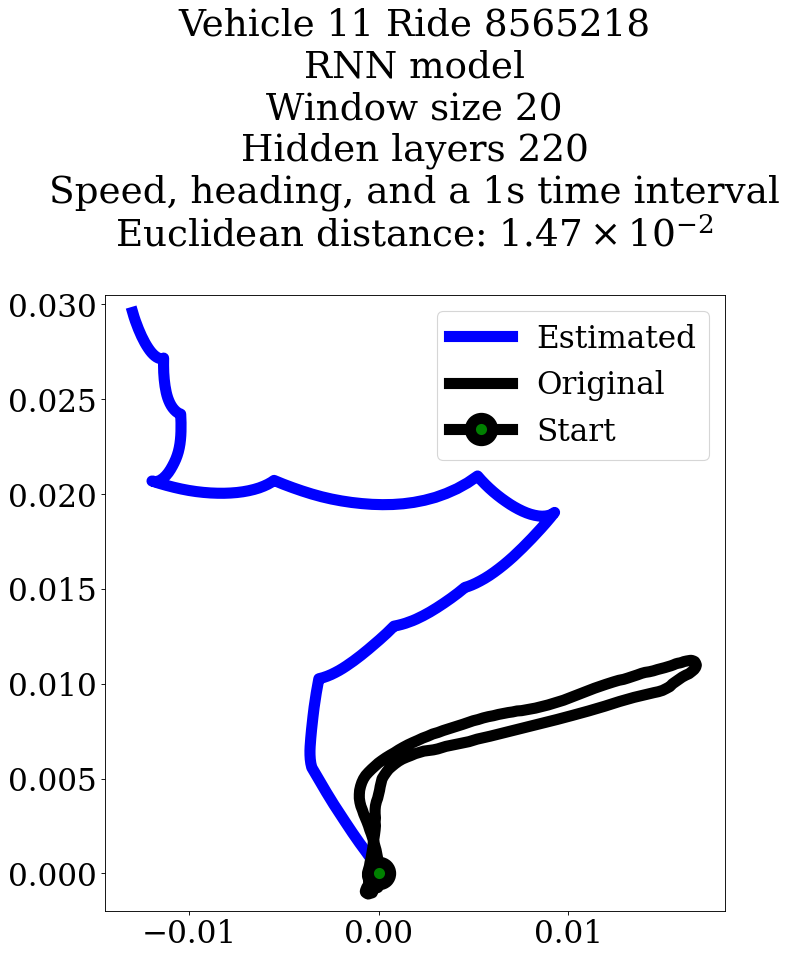 Vehicle 11 Ride 8565218
RNN model
Window size 20
Hidden layers 220
Speed, heading, and a 1s time interval
Euclidean distance: 1.47 × 10⁻²
0.030
0.025
0.020
0.015
0.010
0.005
0.000
Estimated
Original
Start
−0.01
0.00
0.01